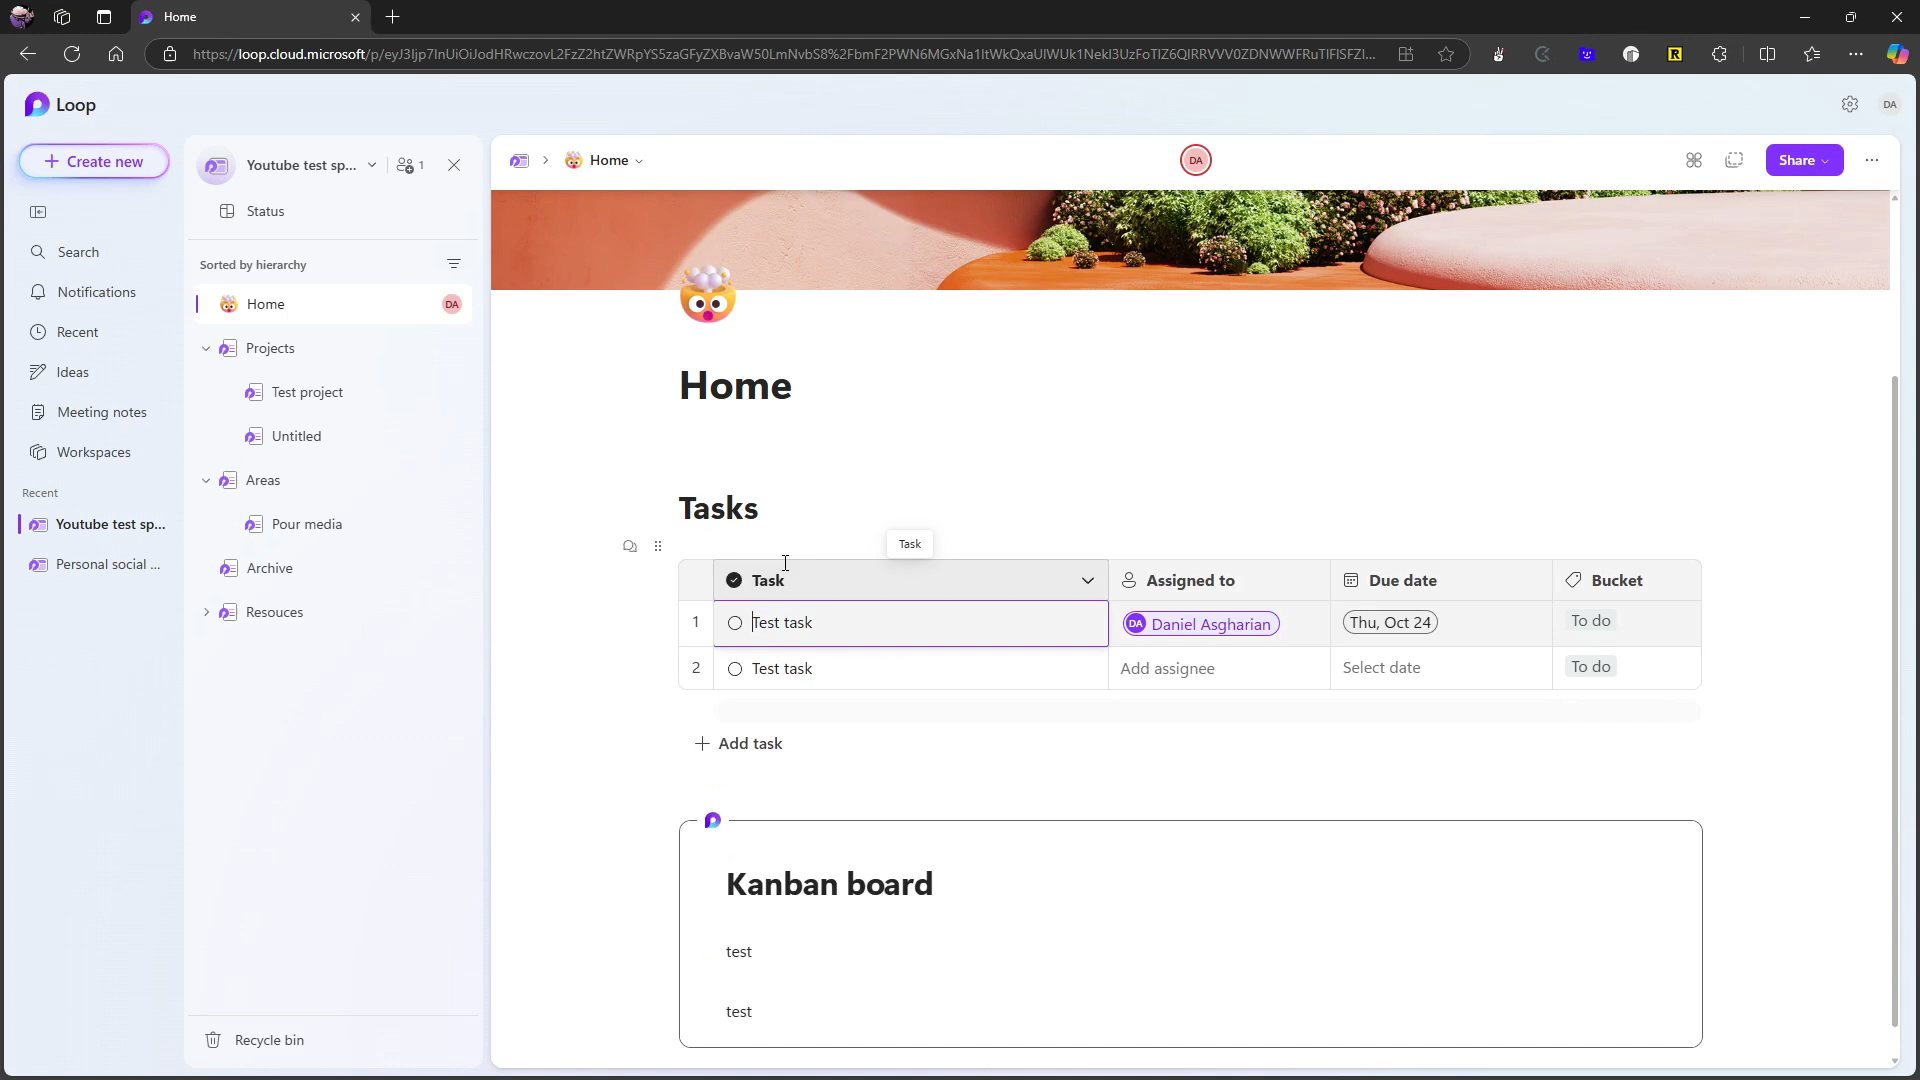 Home
https://loop.cloud.microsoft/p/
Loop
DA
Create new
Youtube test sp...
1
Home
DA
Share
Status
Search
Sorted by hierarchy
Notifications
Home
DA
Recent
Projects
Ideas
Test project
Home
Meeting notes
Untitled
Workspaces
Areas
Recent
Tasks
Youtube test sp...
Pour media
Task
Personal social ...
Archive
Task
Assigned to
Due date
Bucket
Resouces
1
Test task
DA Daniel Asgharian
Thu, Oct 24
To do
2
Test task
Add assignee
Select date
To do
Add task
Kanban board
test
test
Recycle bin